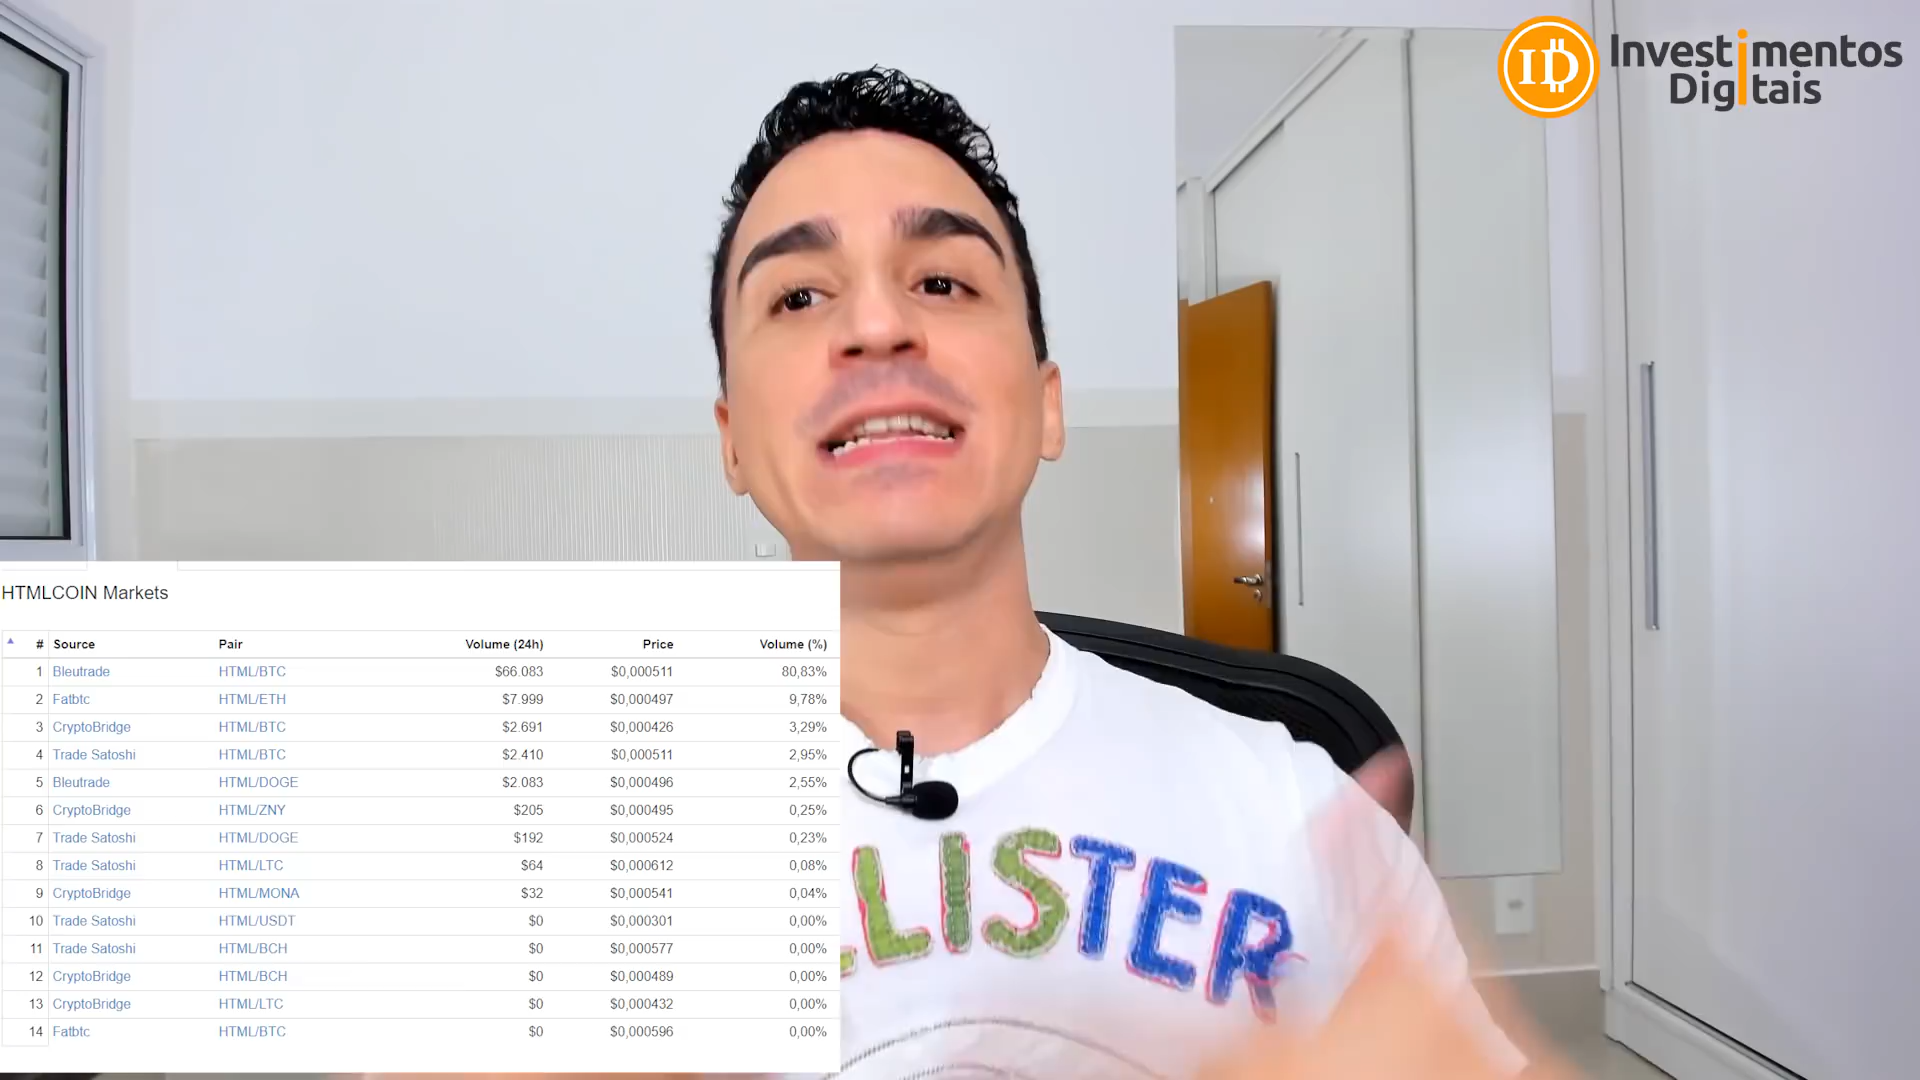 ID Investimentos
Digitais
HTMLCOIN Markets
# Source Pair Volume (24h) Price Volume (%)
1 Bleutrade HTML/BTC $66.083 $0,000511 80,83%
2 Fatbtc HTML/ETH $7.999 $0,000497 9,78%
3 CryptoBridge HTML/BTC $2.691 $0,000426 3,29%
4 Trade Satoshi HTML/BTC $2.410 $0,000511 2,95%
5 Bleutrade HTML/DOGE $2.083 $0,000496 2,55%
6 CryptoBridge HTML/ZNY $205 $0,000495 0,25%
7 Trade Satoshi HTML/DOGE $192 $0,000524 0,23%
8 Trade Satoshi HTML/LTC $64 $0,000612 0,08%
9 CryptoBridge HTML/MONA $32 $0,000541 0,04%
10 Trade Satoshi HTML/USDT $0 $0,000301 0,00%
11 Trade Satoshi HTML/BCH $0 $0,000577 0,00%
12 CryptoBridge HTML/BCH $0 $0,000489 0,00%
13 CryptoBridge HTML/LTC $0 $0,000432 0,00%
14 Fatbtc HTML/BTC $0 $0,000596 0,00%
LLISTER